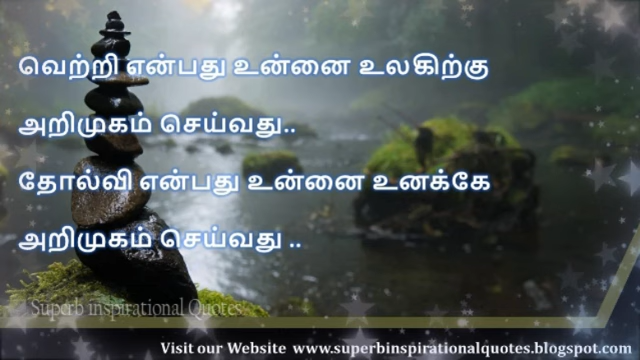 வெற்றி என்பது உன்னை உலகிற்கு
அறிமுகம் செய்வது..
தோல்வி என்பது உன்னை உனக்கே
அறிமுகம் செய்வது ..
Superb inspirational Quotes
Visit our Website www.superbinspirationalquotes.blogspot.com